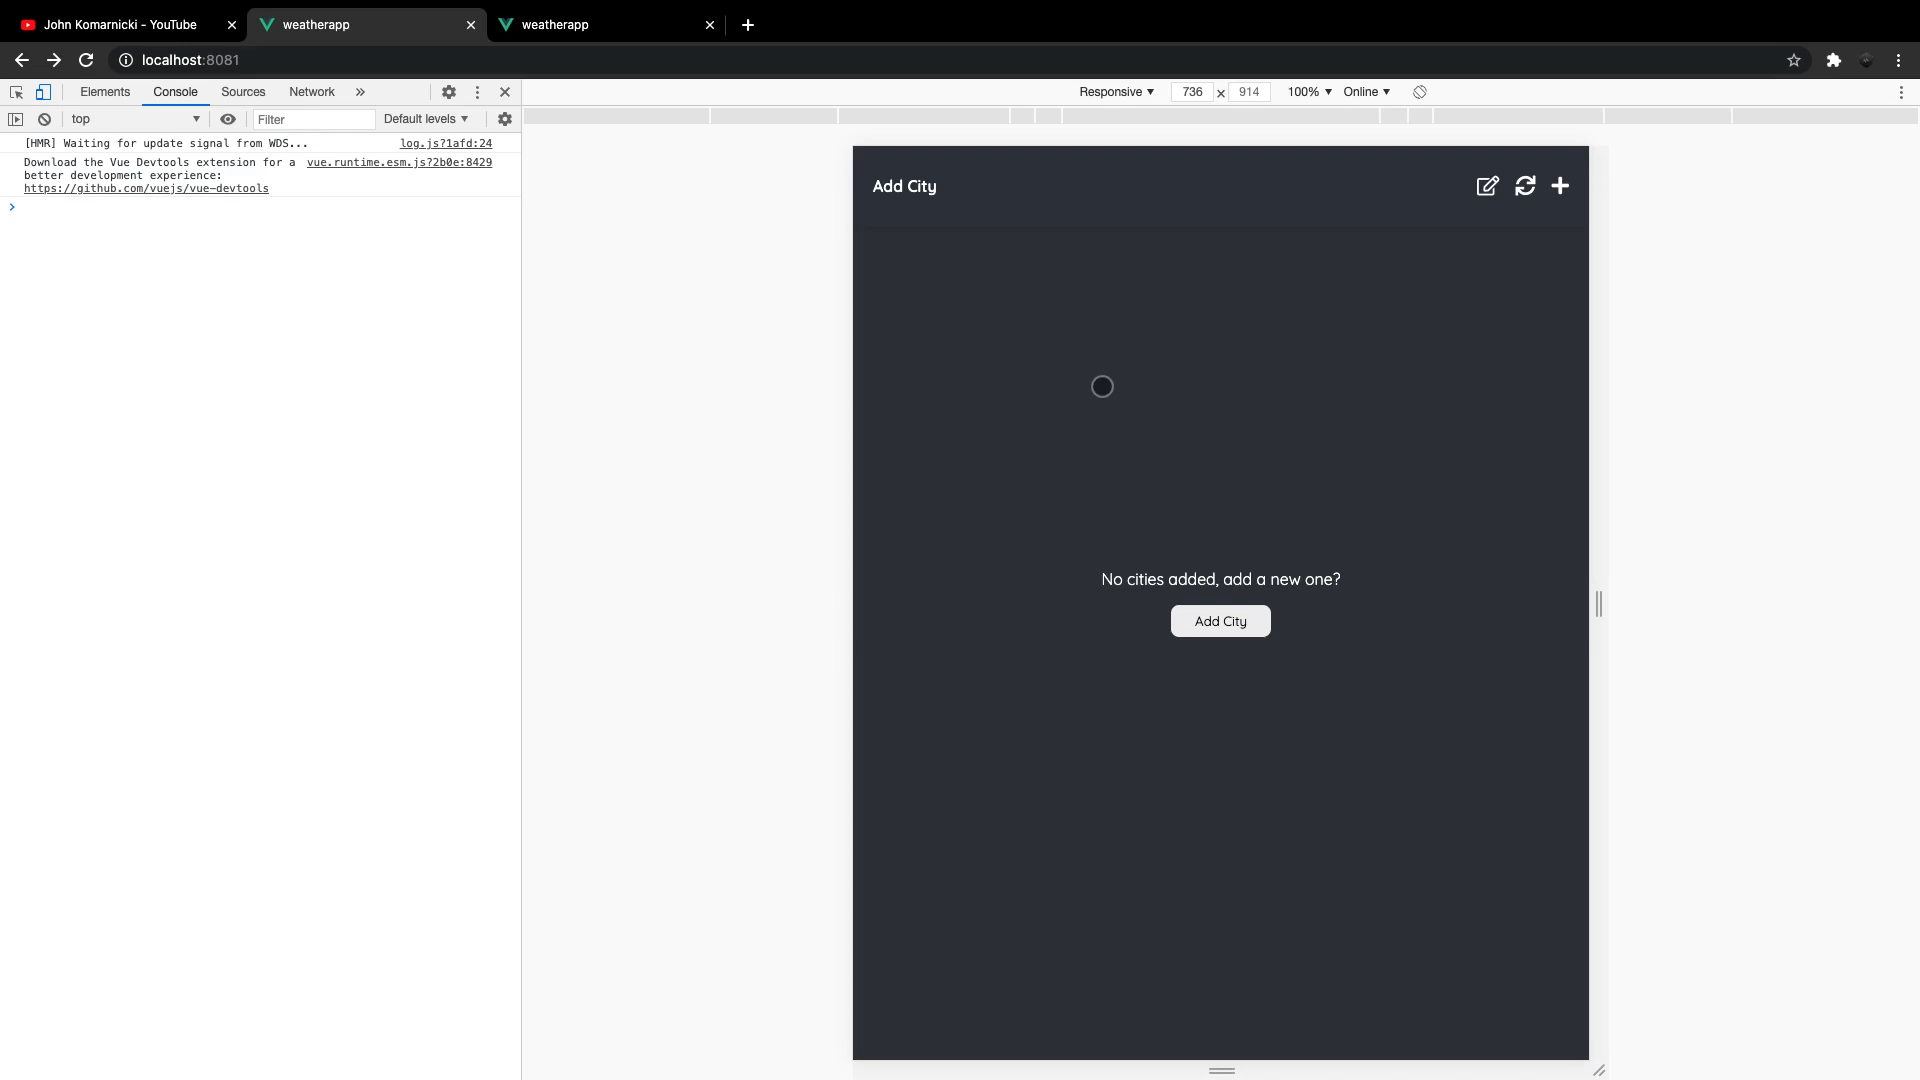 John Komarnicki - YouTube
weatherapp
weatherapp
localhost:8081
Elements Console Sources Network
Responsive 736 x 914 100% Online
top Filter Default levels
[HMR] Waiting for update signal from WDS... log.js?1afd:24
Download the Vue Devtools extension for a vue.runtime.esm.js?2b0e:8429
better development experience:
https://github.com/vuejs/vue-devtools
Add City
No cities added, add a new one?
Add City